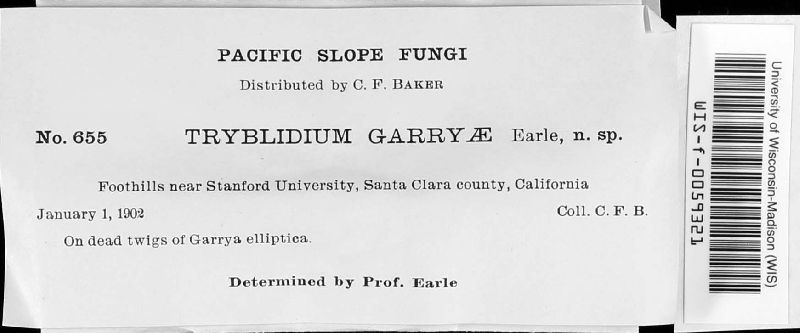 PACIFIC SLOPE FUNGI
Distributed by C. F. BAKER
No. 655 TRYBLIDIUM GARRYÆ Earle, n. sp.
Foothills near Stanford University, Santa Clara county, California
January 1, 1902 Coll. C. F. B.
On dead twigs of Garrya elliptica.
Determined by Prof. Earle
University of Wisconsin-Madison (WIS)
WIS-f-0059321